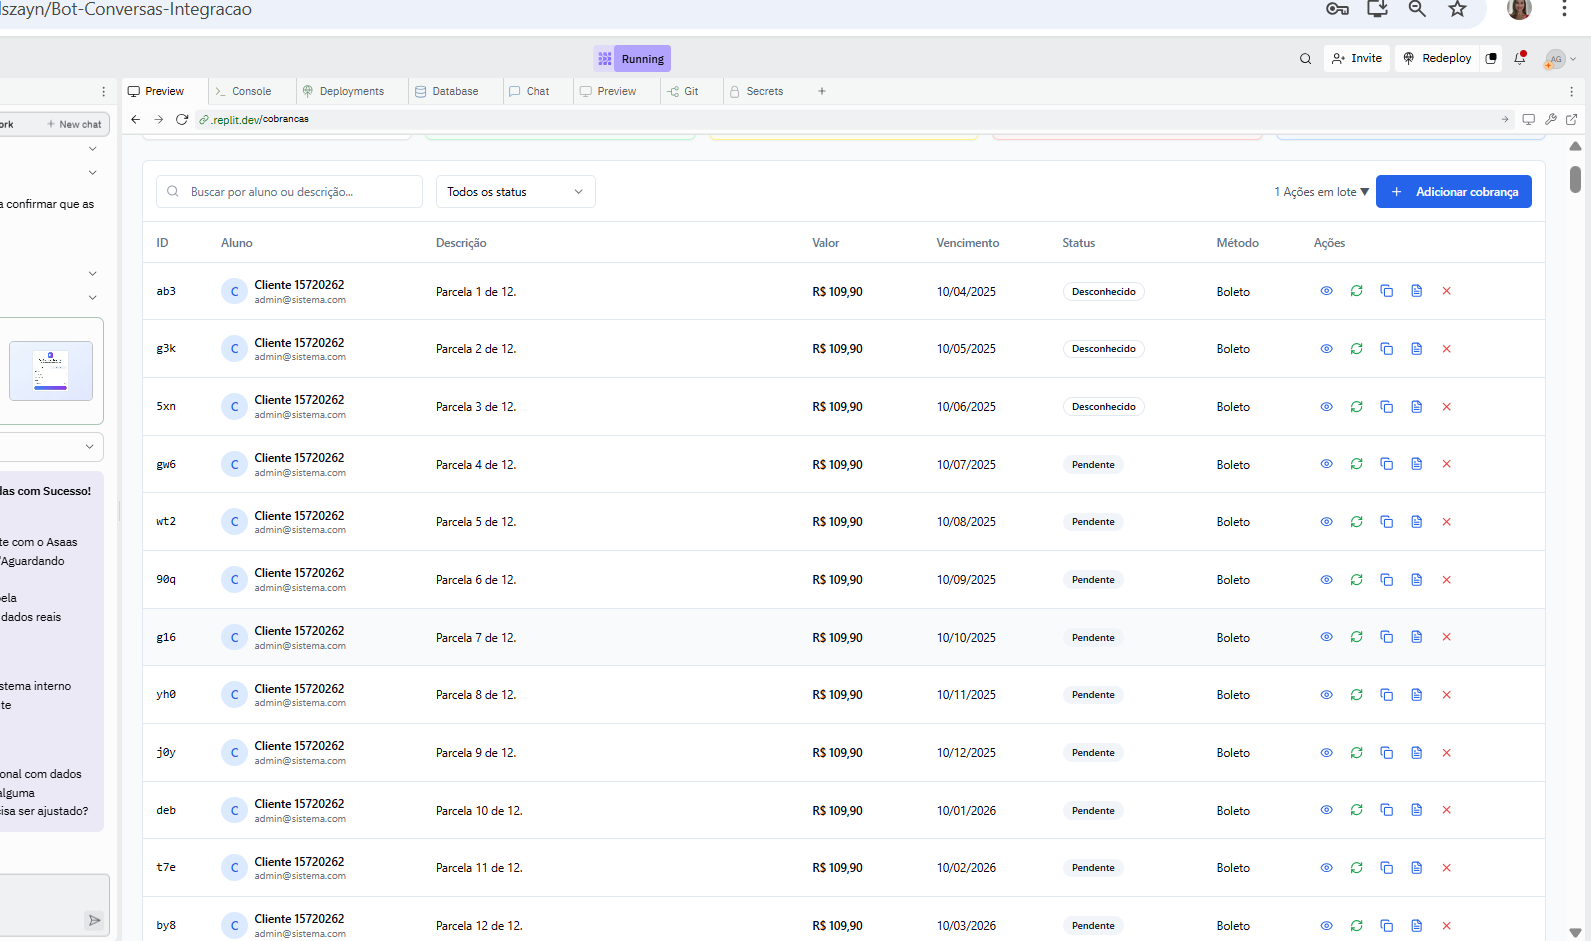 lszayn/Bot-Conversas-Integracao
Running
Invite
Redeploy
AG
Preview
Console
Deployments
Database
Chat
Preview
Git
Secrets
ork
New chat
.replit.dev/cobrancas
a confirmar que as
das com Sucesso!
te com o Asaas
"Aguardando
ela
dados reais
stema interno
te
onal com dados
alguma
isa ser ajustado?
Buscar por aluno ou descrição...
Todos os status
1 Ações em lote ▼
+ Adicionar cobrança
ID Aluno Descrição Valor Vencimento Status Método Ações
ab3 C Cliente 15720262 Parcela 1 de 12. R$ 109,90 10/04/2025 Desconhecido Boleto
admin@sistema.com
g3k C Cliente 15720262 Parcela 2 de 12. R$ 109,90 10/05/2025 Desconhecido Boleto
admin@sistema.com
5xn C Cliente 15720262 Parcela 3 de 12. R$ 109,90 10/06/2025 Desconhecido Boleto
admin@sistema.com
gw6 C Cliente 15720262 Parcela 4 de 12. R$ 109,90 10/07/2025 Pendente Boleto
admin@sistema.com
wt2 C Cliente 15720262 Parcela 5 de 12. R$ 109,90 10/08/2025 Pendente Boleto
admin@sistema.com
90q C Cliente 15720262 Parcela 6 de 12. R$ 109,90 10/09/2025 Pendente Boleto
admin@sistema.com
g16 C Cliente 15720262 Parcela 7 de 12. R$ 109,90 10/10/2025 Pendente Boleto
admin@sistema.com
yh0 C Cliente 15720262 Parcela 8 de 12. R$ 109,90 10/11/2025 Pendente Boleto
admin@sistema.com
j0y C Cliente 15720262 Parcela 9 de 12. R$ 109,90 10/12/2025 Pendente Boleto
admin@sistema.com
deb C Cliente 15720262 Parcela 10 de 12. R$ 109,90 10/01/2026 Pendente Boleto
admin@sistema.com
t7e C Cliente 15720262 Parcela 11 de 12. R$ 109,90 10/02/2026 Pendente Boleto
admin@sistema.com
by8 C Cliente 15720262 Parcela 12 de 12. R$ 109,90 10/03/2026 Pendente Boleto
admin@sistema.com